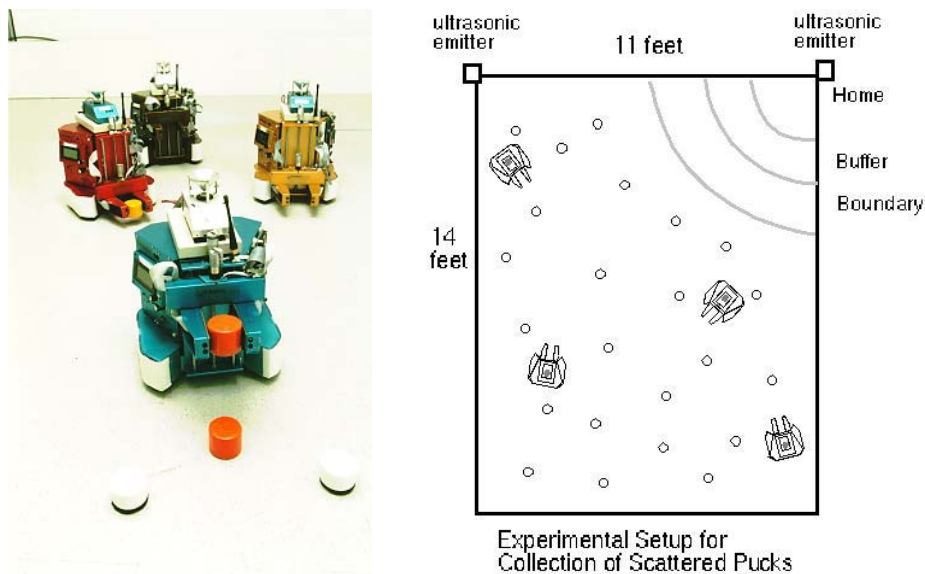 ultrasonic
emitter
11 feet
ultrasonic
emitter
Home
Buffer
Boundary
14
feet
Experimental Setup for
Collection of Scattered Pucks